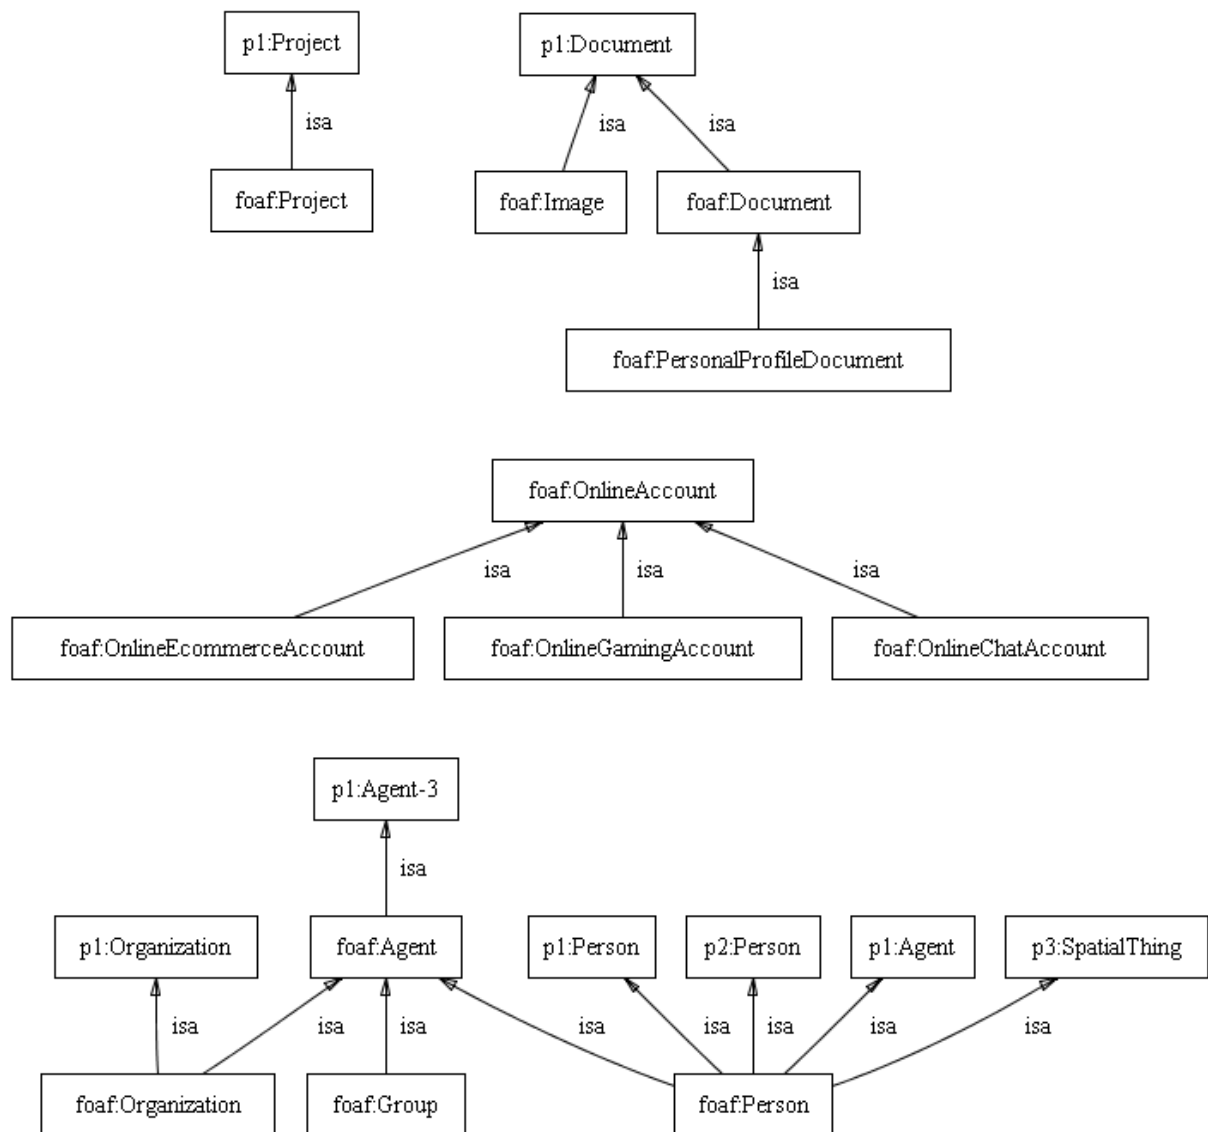 p1:Project
p1:Document
isa
isa
isa
foaf:Project
foaf:Image
foaf:Document
isa
foaf:PersonalProfileDocument
foaf:OnlineAccount
isa
isa
isa
foaf:OnlineEcommerceAccount
foaf:OnlineGamingAccount
foaf:OnlineChatAccount
p1:Agent-3
isa
p1:Organization
foaf:Agent
p1:Person
p2:Person
p1:Agent
p3:SpatialThing
isa
isa
isa
isa
isa
isa
isa
isa
foaf:Organization
foaf:Group
foaf:Person